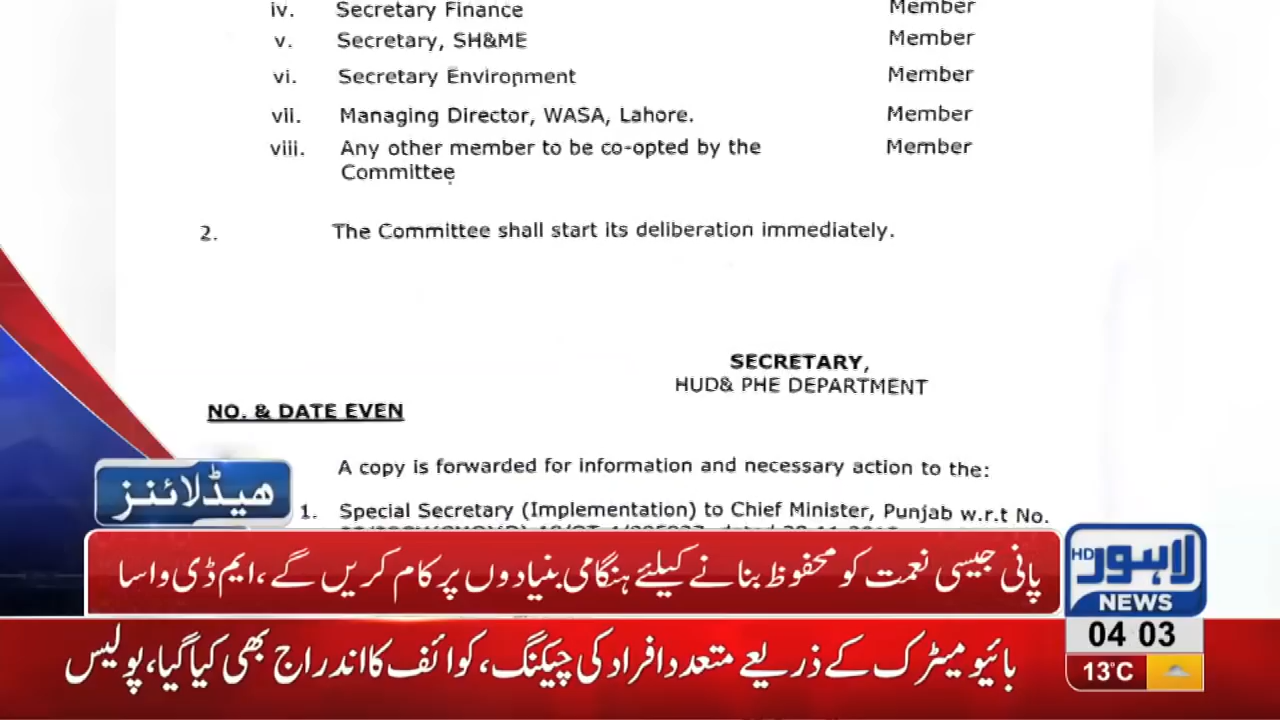 iv. Secretary Finance Member
v. Secretary, SH&ME Member
vi. Secretary Environment Member
vii. Managing Director, WASA, Lahore. Member
viii. Any other member to be co-opted by the Member
Committee
2. The Committee shall start its deliberation immediately.
SECRETARY,
HUD& PHE DEPARTMENT
NO. & DATE EVEN
A copy is forwarded for information and necessary action to the:
1. Special Secretary (Implementation) to Chief Minister, Punjab w.r.t No.
ھیڈلائنز
پانی جیسی نعمت کو محفوظ بنانے کیلئے ہنگامی بنیادوں پر کام کریں گے، ایم ڈی واسا
لاہور HD
NEWS
04 03
بائیو میٹرک کے ذریعے متعدد افراد کی چیکنگ، کوائف کا اندراج بھی کیا گیا، پولیس
13°C